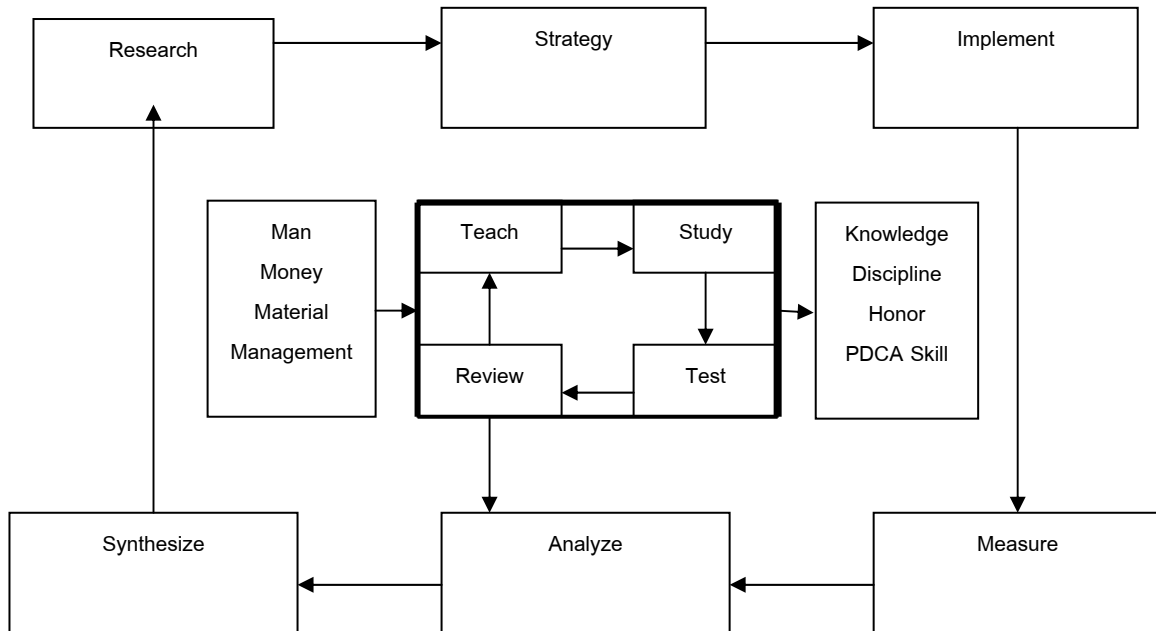 Research
Strategy
Implement
Man
Money
Material
Management
Teach
Study
Review
Test
Knowledge
Discipline
Honor
PDCA Skill
Synthesize
Analyze
Measure